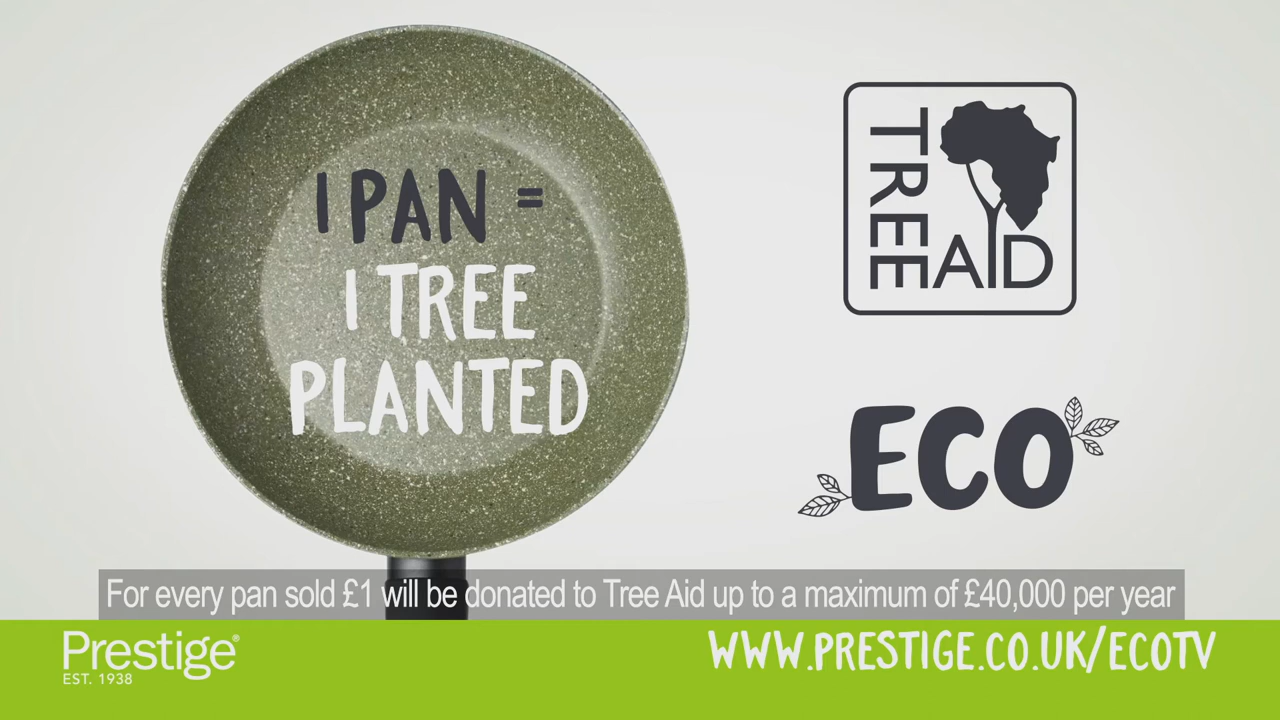 1 PAN =
1 TREE
PLANTED
TREE AID
ECO
For every pan sold £1 will be donated to Tree Aid up to a maximum of £40,000 per year
Prestige®
EST. 1938
WWW.PRESTIGE.CO.UK/ECOTV